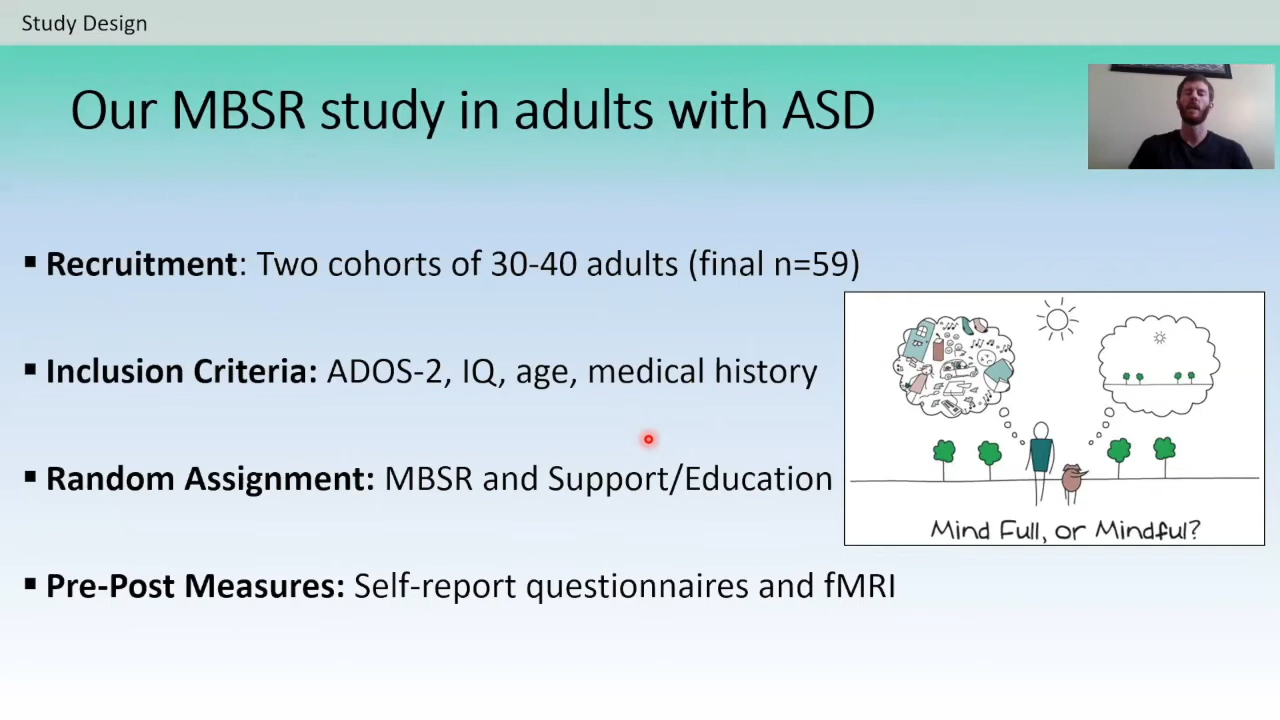 Study Design
Our MBSR study in adults with ASD
▪ Recruitment: Two cohorts of 30-40 adults (final n=59)
▪ Inclusion Criteria: ADOS-2, IQ, age, medical history
▪ Random Assignment: MBSR and Support/Education
▪ Pre-Post Measures: Self-report questionnaires and fMRI
Mind Full, or Mindful?